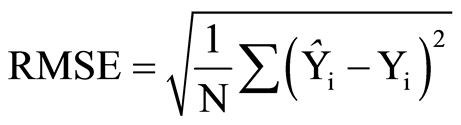 RMSE = √(1/N ∑(Ŷᵢ − Yᵢ)²)